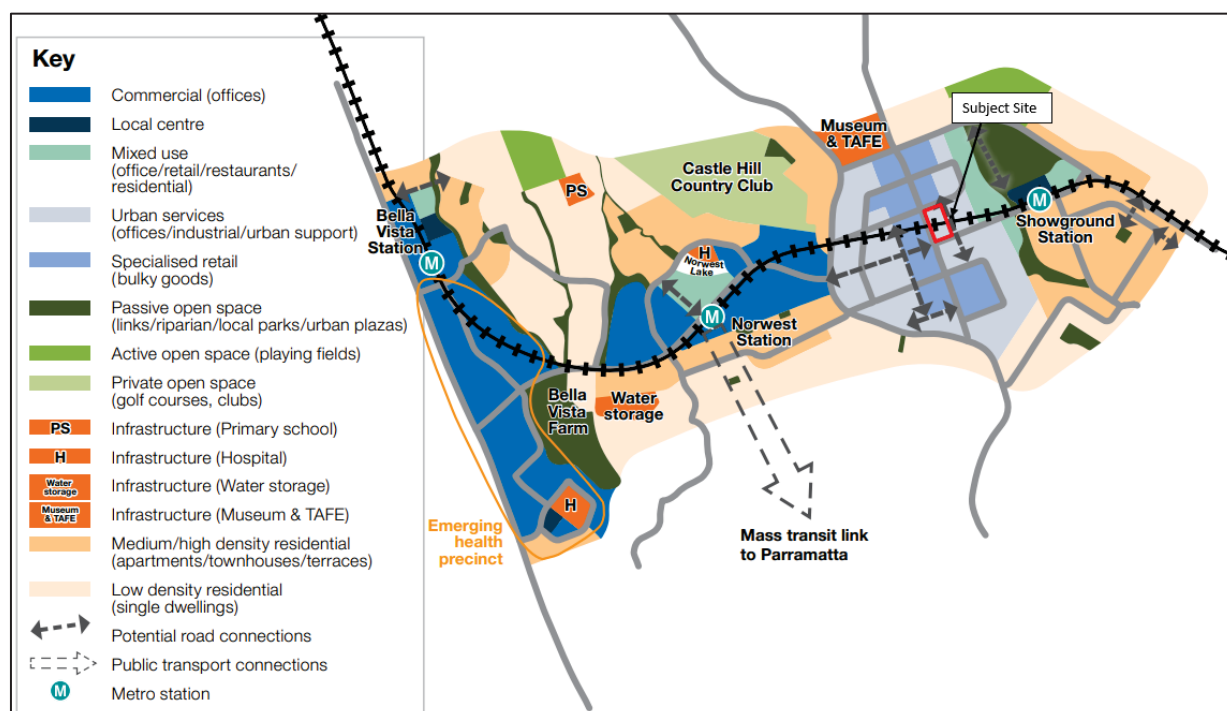 Key
Commercial (offices)
Local centre
Mixed use
(office/retail/restaurants/
residential)
Urban services
(offices/industrial/urban support)
Specialised retail
(bulky goods)
Passive open space
(links/riparian/local parks/urban plazas)
Active open space (playing fields)
Private open space
(golf courses, clubs)
PS
Infrastructure (Primary school)
H
Infrastructure (Hospital)
Water
storage
Infrastructure (Water storage)
Museum
& TAFE
Infrastructure (Museum & TAFE)
Medium/high density residential
(apartments/townhouses/terraces)
Low density residential
(single dwellings)
Potential road connections
Public transport connections
M
Metro station
Subject Site
Museum
& TAFE
Castle Hill
Country Club
PS
Bella
Vista
Station
M
H
Norwest
Lake
M
Norwest
Station
M
Showground
Station
Bella
Vista
Farm
Water
storage
H
Emerging
health
precinct
Mass transit link
to Parramatta